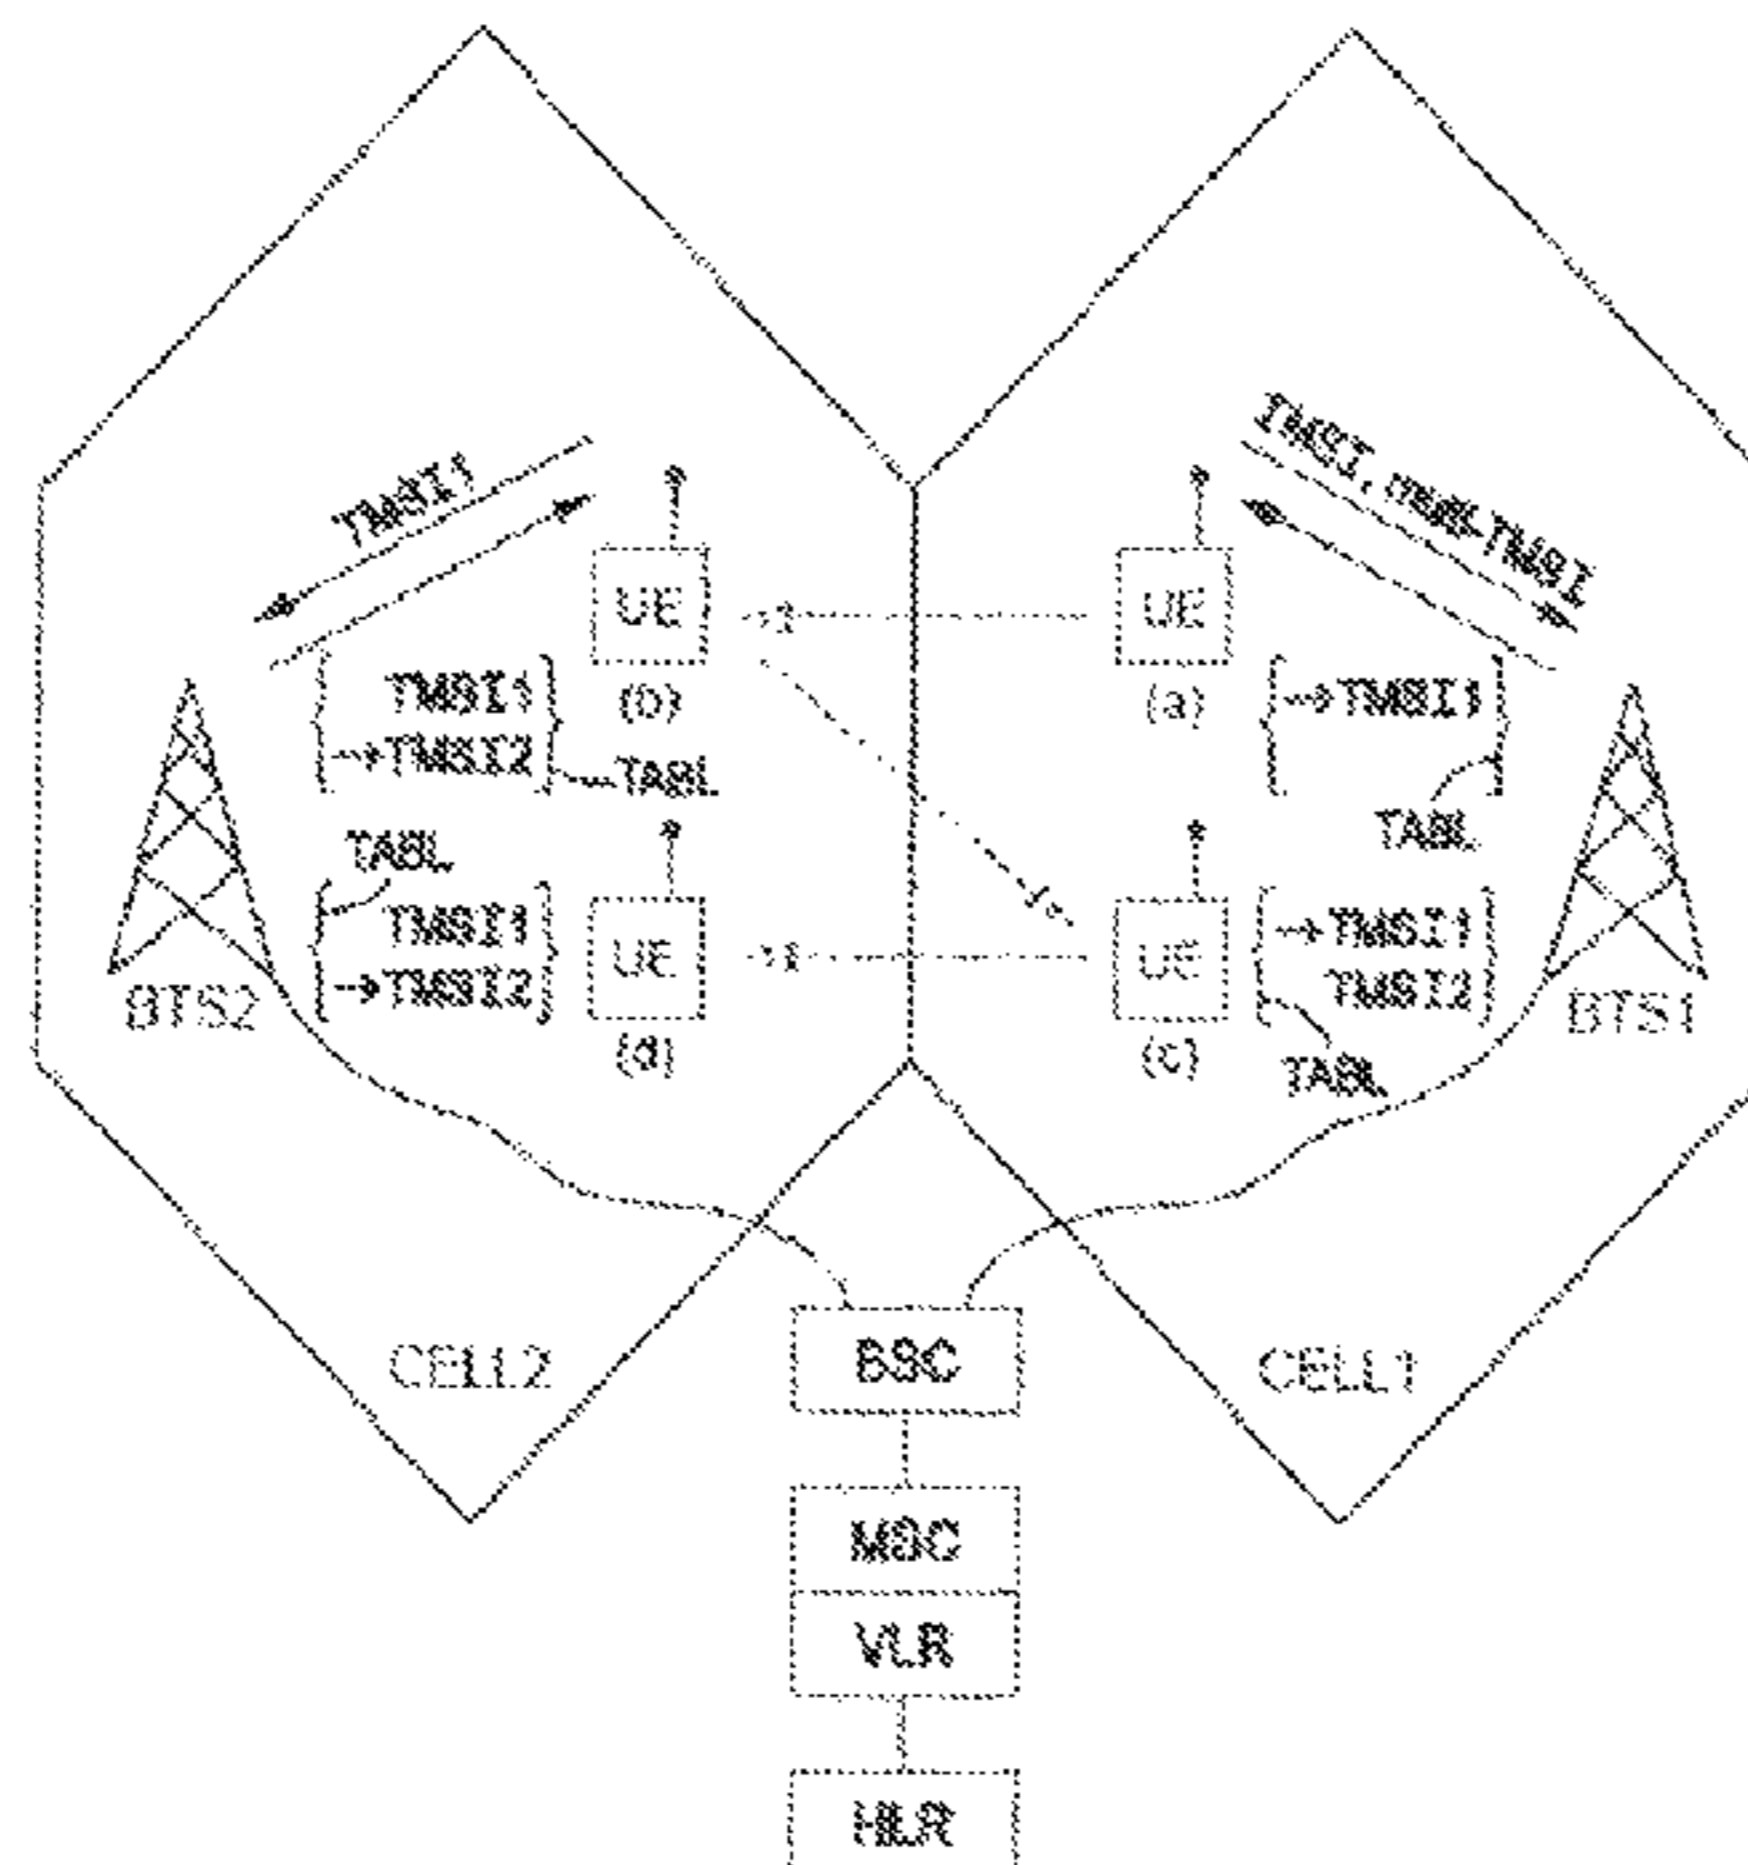 TMSI1
TMSI, multi-TMSI
UE
UE
(b)
(a)
TMSI1
→TMSI2
TABL
→TMSI1
TABL
TABL
TMSI1
→TMSI2
UE
UE
→TMSI1
TMSI2
BTS2
(d)
(c)
BTS1
TABL
CELL2
BSC
CELL1
MSC
VLR
HLR